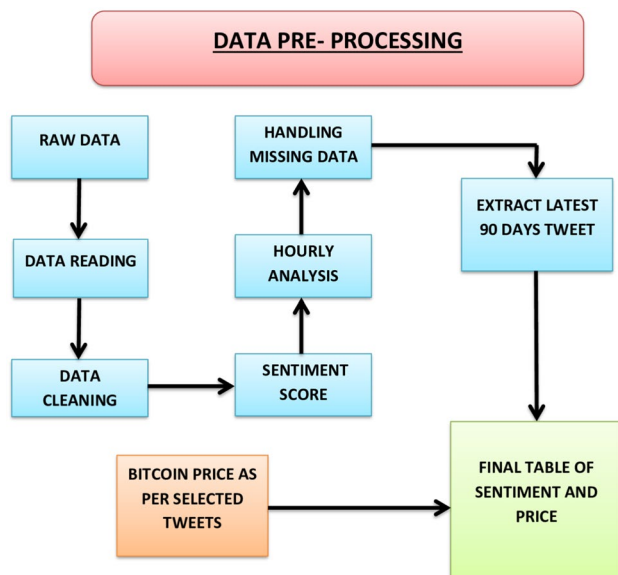 DATA PRE- PROCESSING
RAW DATA
DATA READING
DATA
CLEANING
SENTIMENT
SCORE
HOURLY
ANALYSIS
HANDLING
MISSING DATA
EXTRACT LATEST
90 DAYS TWEET
BITCOIN PRICE AS
PER SELECTED
TWEETS
FINAL TABLE OF
SENTIMENT AND
PRICE